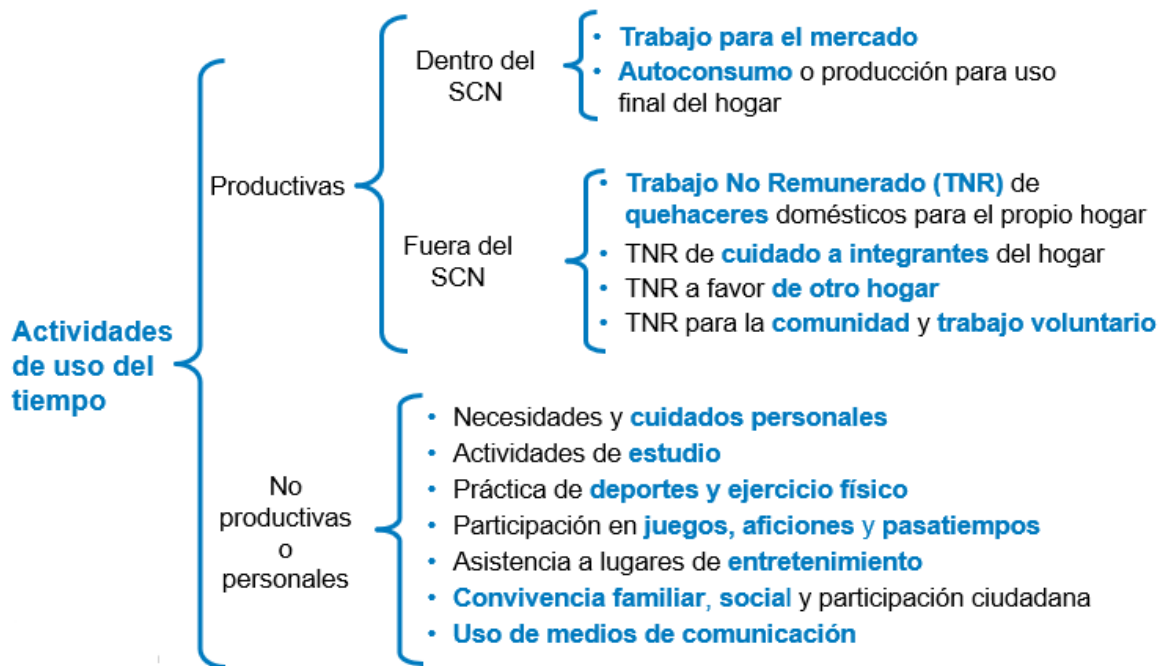 Actividades
de uso del
tiempo
Productivas
Dentro del
SCN
• Trabajo para el mercado
• Autoconsumo o producción para uso
final del hogar
Fuera del
SCN
• Trabajo No Remunerado (TNR) de
quehaceres domésticos para el propio hogar
• TNR de cuidado a integrantes del hogar
• TNR a favor de otro hogar
• TNR para la comunidad y trabajo voluntario
No
productivas
o
personales
• Necesidades y cuidados personales
• Actividades de estudio
• Práctica de deportes y ejercicio físico
• Participación en juegos, aficiones y pasatiempos
• Asistencia a lugares de entretenimiento
• Convivencia familiar, social y participación ciudadana
• Uso de medios de comunicación